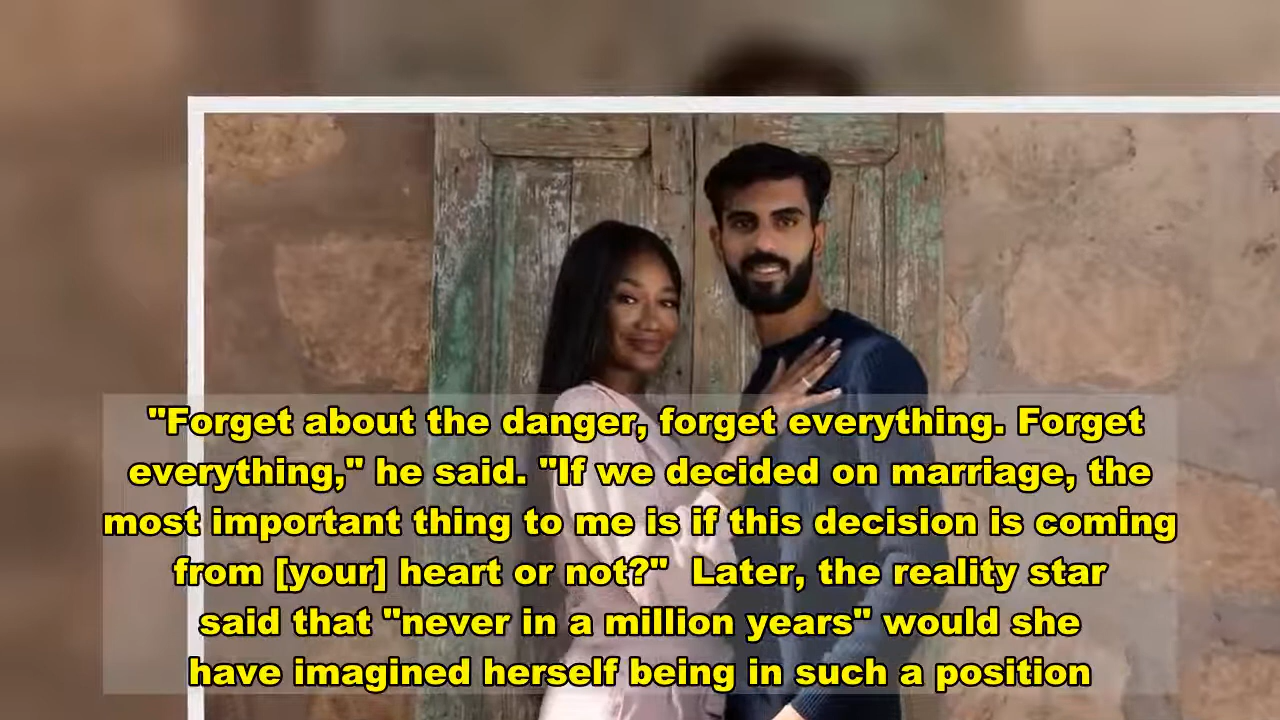 "Forget about the danger, forget everything. Forget
everything," he said. "If we decided on marriage, the
most important thing to me is if this decision is coming
from [your] heart or not?"  Later, the reality star
said that "never in a million years" would she
have imagined herself being in such a position